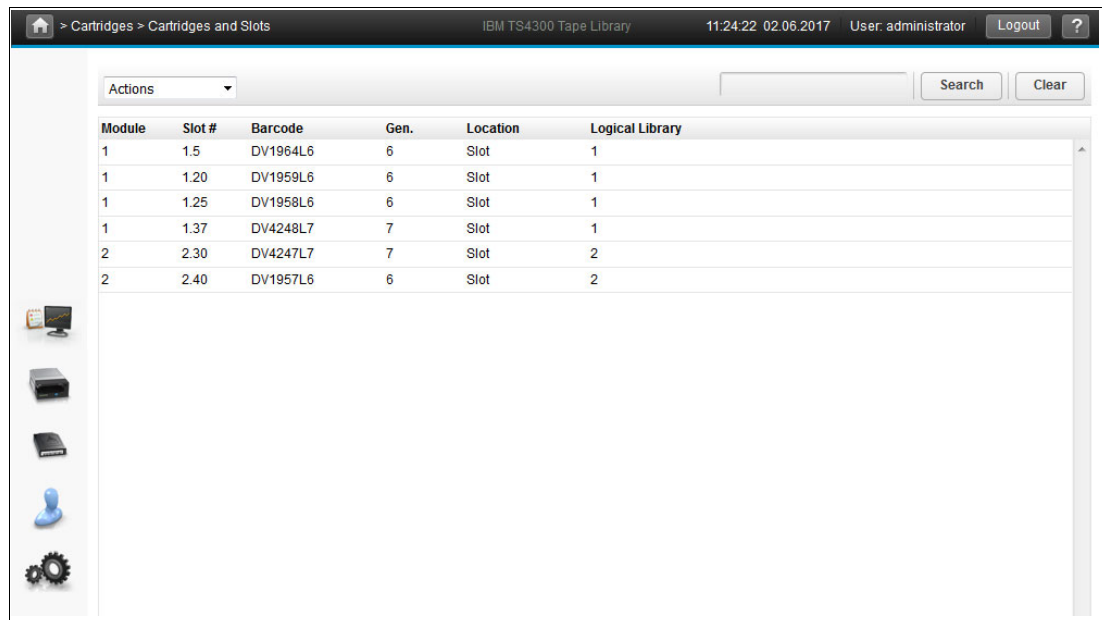 > Cartridges > Cartridges and Slots IBM TS4300 Tape Library 11:24:22 02.06.2017 User: administrator Logout ?
Actions Search Clear
Module Slot # Barcode Gen. Location Logical Library
1 1.5 DV1964L6 6 Slot 1
1 1.20 DV1959L6 6 Slot 1
1 1.25 DV1958L6 6 Slot 1
1 1.37 DV4248L7 7 Slot 1
2 2.30 DV4247L7 7 Slot 2
2 2.40 DV1957L6 6 Slot 2